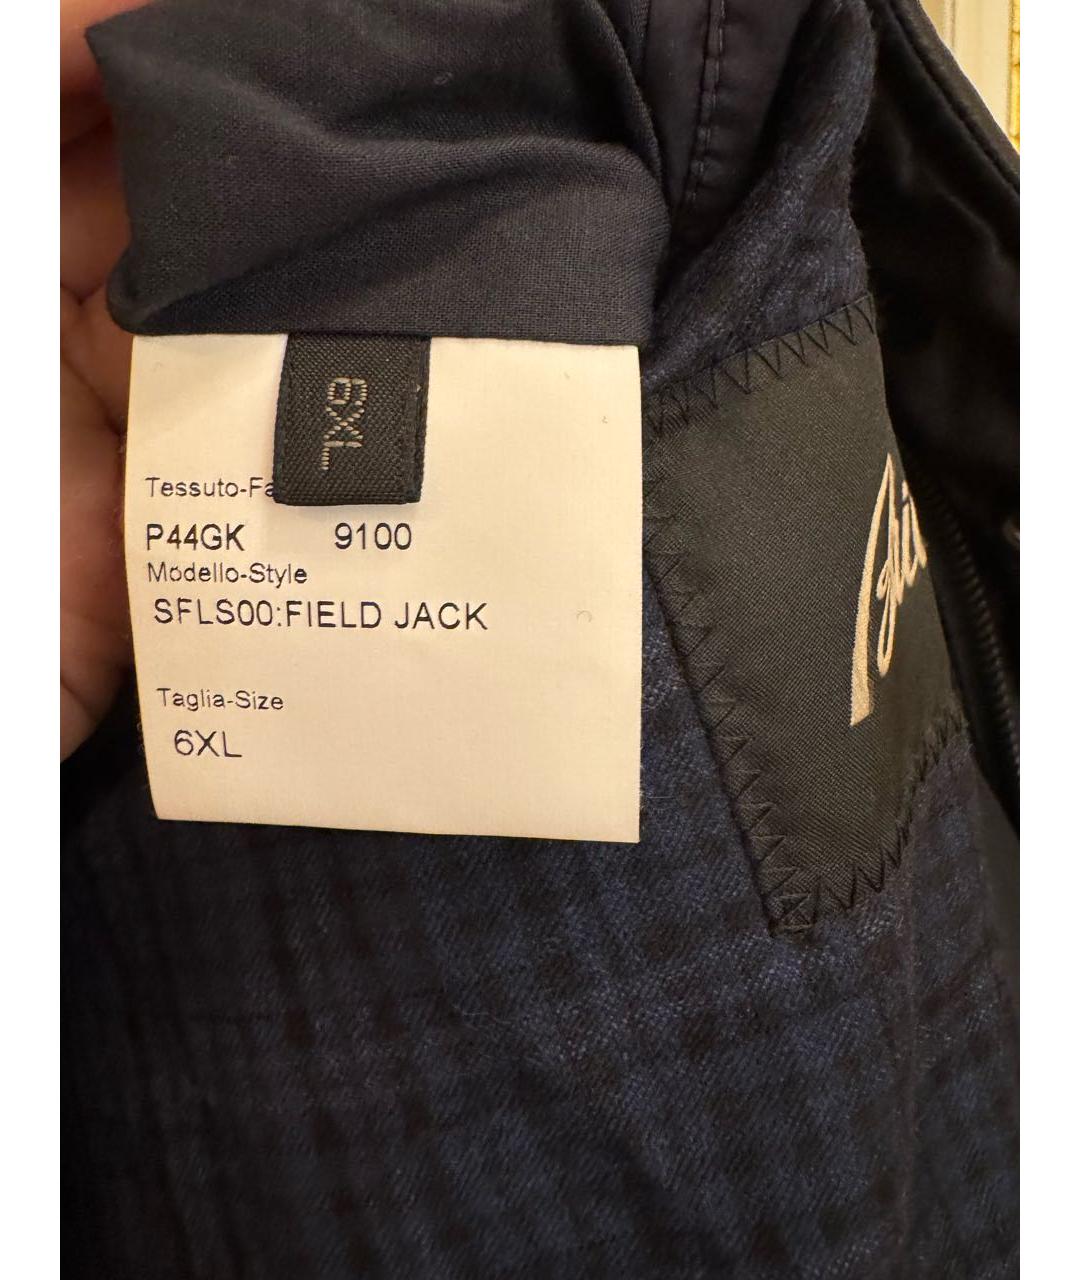 6XL
Tessuto-Fa
P44GK 9100
Modello-Style
SFLS00:FIELD JACK
Taglia-Size
6XL